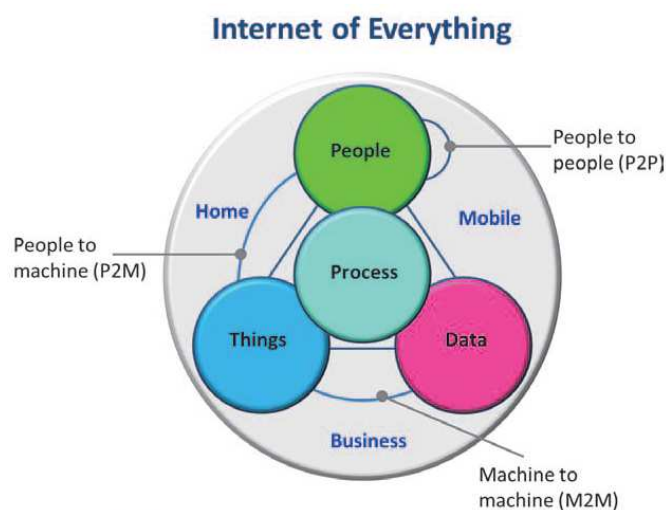 Internet of Everything
People
People to
people (P2P)
Home
Mobile
People to
machine (P2M)
Process
Things
Data
Business
Machine to
machine (M2M)